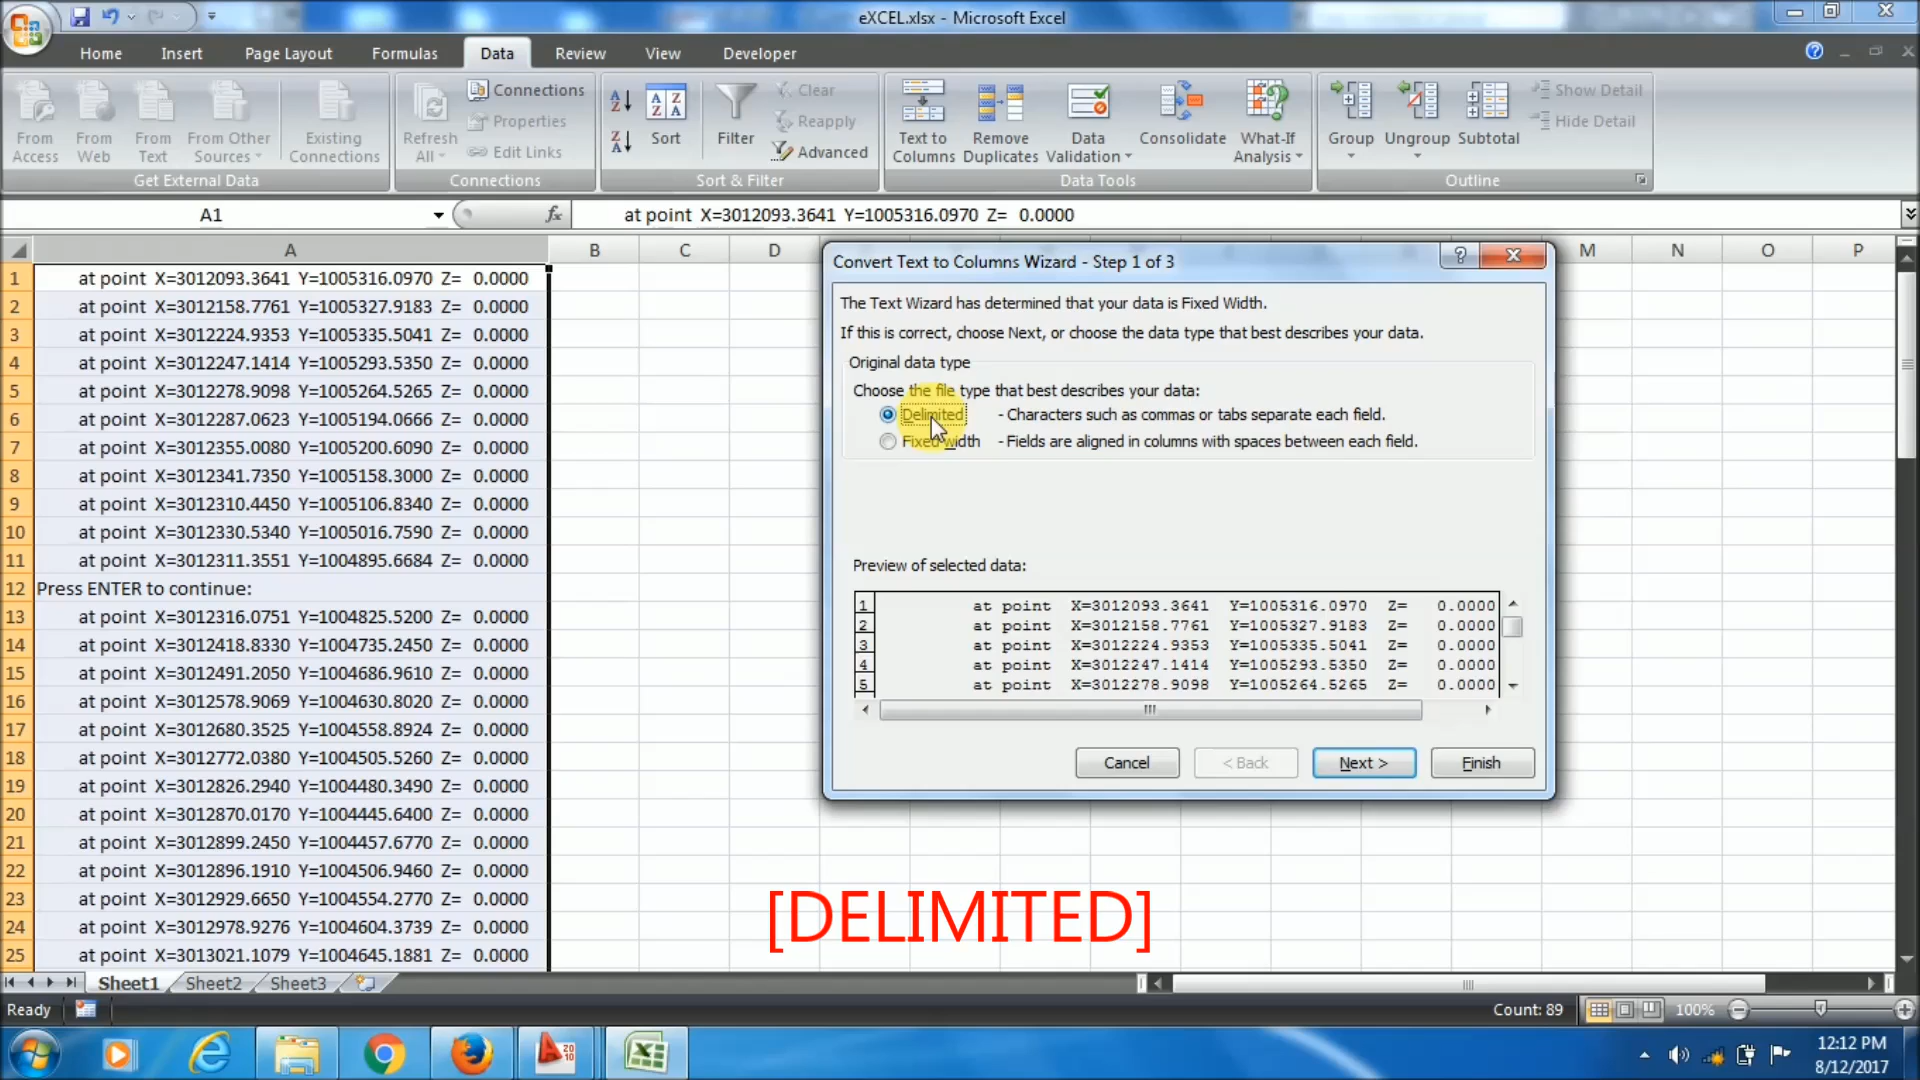 eXCEL.xlsx - Microsoft Excel
Home Insert Page Layout Formulas Data Review View Developer
From Access
From Web
From Text
From Other Sources
Existing Connections
Get External Data
Refresh All
Connections
Properties
Edit Links
Connections
Sort
Filter
Clear
Reapply
Advanced
Sort & Filter
Text to Columns
Remove Duplicates
Data Validation
Consolidate
What-If Analysis
Data Tools
Group
Ungroup
Subtotal
Show Detail
Hide Detail
Outline
A1
fx
at point X=3012093.3641 Y=1005316.0970 Z= 0.0000
A B C D M N O P
1 at point X=3012093.3641 Y=1005316.0970 Z= 0.0000
2 at point X=3012158.7761 Y=1005327.9183 Z= 0.0000
3 at point X=3012224.9353 Y=1005335.5041 Z= 0.0000
4 at point X=3012247.1414 Y=1005293.5350 Z= 0.0000
5 at point X=3012278.9098 Y=1005264.5265 Z= 0.0000
6 at point X=3012287.0623 Y=1005194.0666 Z= 0.0000
7 at point X=3012355.0080 Y=1005200.6090 Z= 0.0000
8 at point X=3012341.7350 Y=1005158.3000 Z= 0.0000
9 at point X=3012310.4450 Y=1005106.8340 Z= 0.0000
10 at point X=3012330.5340 Y=1005016.7590 Z= 0.0000
11 at point X=3012311.3551 Y=1004895.6684 Z= 0.0000
12 Press ENTER to continue:
13 at point X=3012316.0751 Y=1004825.5200 Z= 0.0000
14 at point X=3012418.8330 Y=1004735.2450 Z= 0.0000
15 at point X=3012491.2050 Y=1004686.9610 Z= 0.0000
16 at point X=3012578.9069 Y=1004630.8020 Z= 0.0000
17 at point X=3012680.3525 Y=1004558.8924 Z= 0.0000
18 at point X=3012772.0380 Y=1004505.5260 Z= 0.0000
19 at point X=3012826.2940 Y=1004480.3490 Z= 0.0000
20 at point X=3012870.0170 Y=1004445.6400 Z= 0.0000
21 at point X=3012899.2450 Y=1004457.6770 Z= 0.0000
22 at point X=3012896.1910 Y=1004506.9460 Z= 0.0000
23 at point X=3012929.6650 Y=1004554.2770 Z= 0.0000
24 at point X=3012978.9276 Y=1004604.3739 Z= 0.0000
25 at point X=3013021.1079 Y=1004645.1881 Z= 0.0000
Convert Text to Columns Wizard - Step 1 of 3
The Text Wizard has determined that your data is Fixed Width.
If this is correct, choose Next, or choose the data type that best describes your data.
Original data type
Choose the file type that best describes your data:
Delimited - Characters such as commas or tabs separate each field.
Fixed width - Fields are aligned in columns with spaces between each field.
Preview of selected data:
1 at point X=3012093.3641 Y=1005316.0970 Z= 0.0000
2 at point X=3012158.7761 Y=1005327.9183 Z= 0.0000
3 at point X=3012224.9353 Y=1005335.5041 Z= 0.0000
4 at point X=3012247.1414 Y=1005293.5350 Z= 0.0000
5 at point X=3012278.9098 Y=1005264.5265 Z= 0.0000
Cancel < Back Next > Finish
[DELIMITED]
Sheet1 Sheet2 Sheet3
Ready Count: 89 100%
2010
12:12 PM
8/12/2017